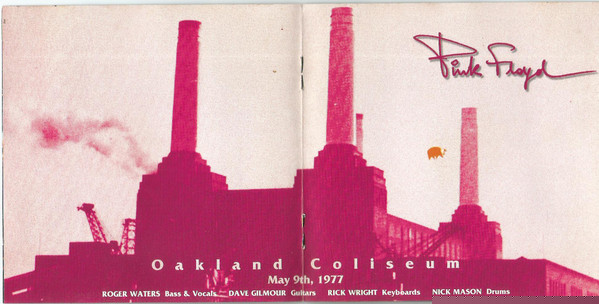 Pink Floyd
Oakland Coliseum
May 9th, 1977
ROGER WATERS Bass & Vocals DAVE GILMOUR Guitars RICK WRIGHT Keyboards NICK MASON Drums